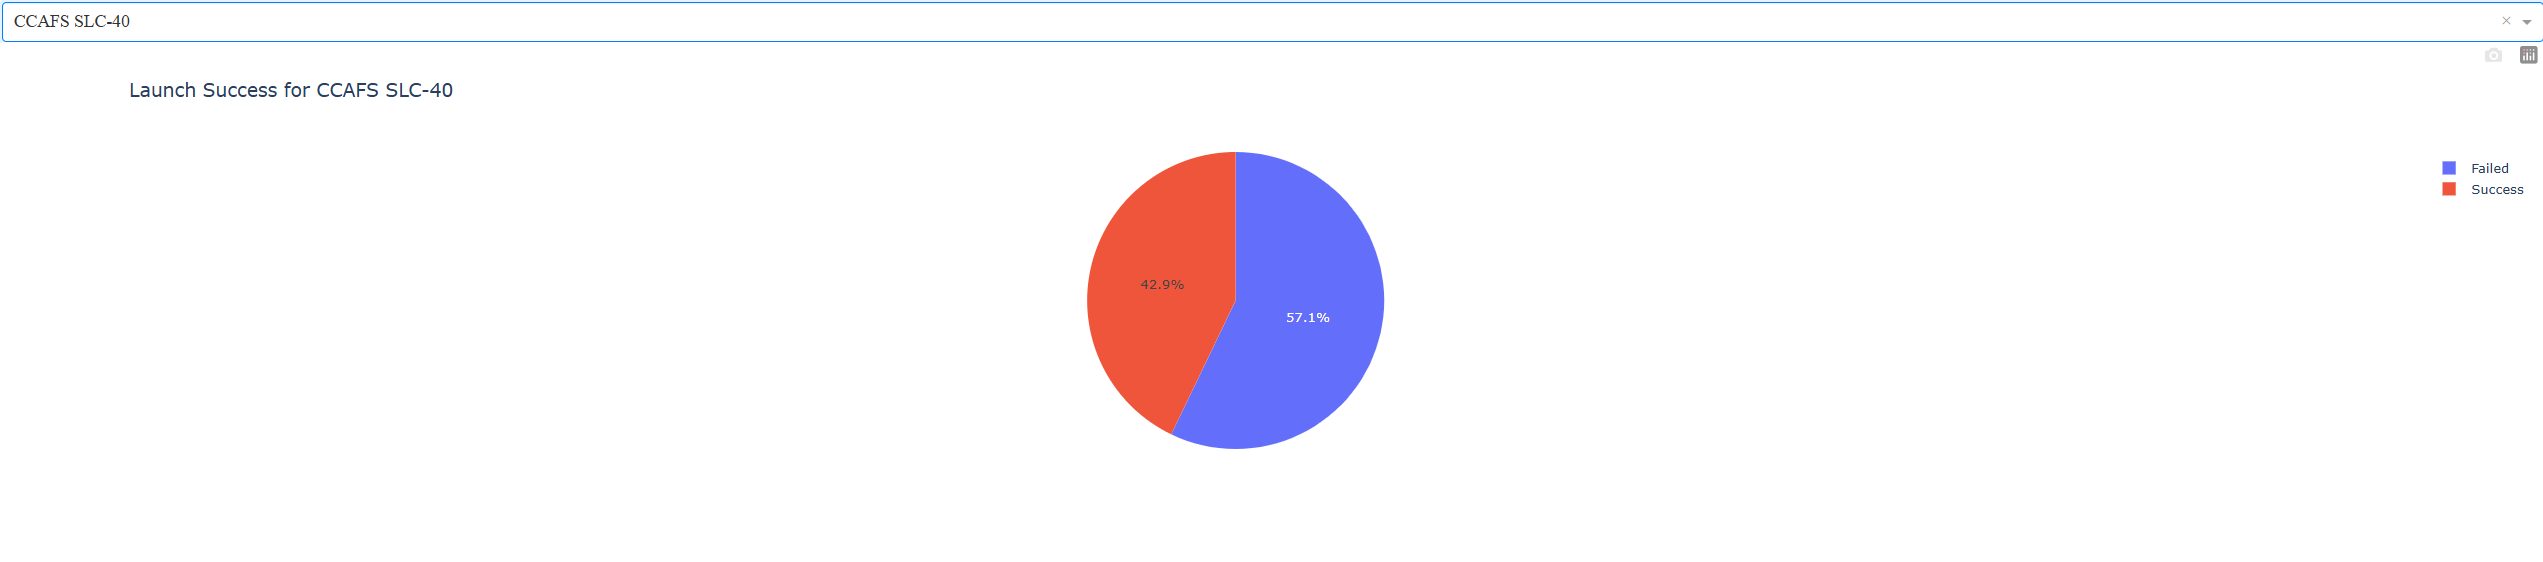 CCAFS SLC-40
Launch Success for CCAFS SLC-40
Failed
Success
42.9%
57.1%